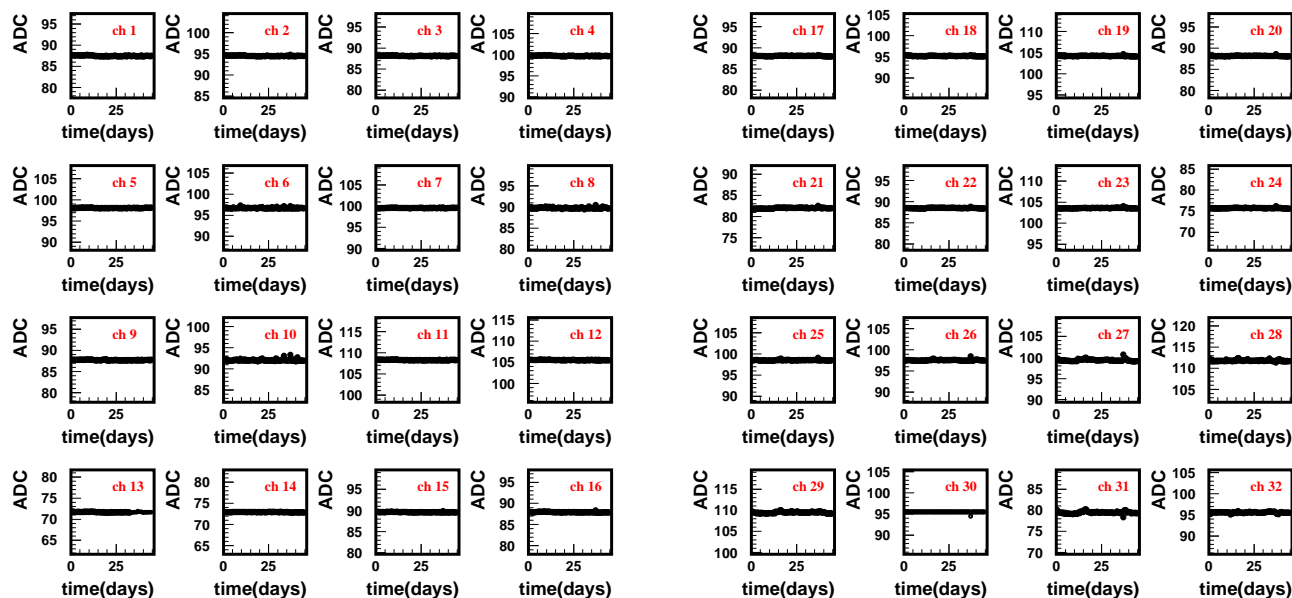 ADC
ch 1
95
90
85
80
0 25
time(days)
ADC
ch 2
100
95
90
85
0 25
time(days)
ADC
ch 3
95
90
85
80
0 25
time(days)
ADC
ch 4
105
100
95
90
0 25
time(days)
ADC
ch 17
95
90
85
80
0 25
time(days)
ADC
ch 18
105
100
95
90
0 25
time(days)
ADC
ch 19
110
105
100
95
0 25
time(days)
ADC
ch 20
95
90
85
80
0 25
time(days)
ADC
ch 5
105
100
95
90
0 25
time(days)
ADC
ch 6
105
100
95
90
0 25
time(days)
ADC
ch 7
105
100
95
90
0 25
time(days)
ADC
ch 8
95
90
85
80
0 25
time(days)
ADC
ch 21
90
85
80
75
0 25
time(days)
ADC
ch 22
95
90
85
80
0 25
time(days)
ADC
ch 23
110
105
100
95
0 25
time(days)
ADC
ch 24
85
80
75
70
0 25
time(days)
ADC
ch 9
95
90
85
80
0 25
time(days)
ADC
ch 10
100
95
90
85
0 25
time(days)
ADC
ch 11
115
110
105
100
0 25
time(days)
ADC
ch 12
115
110
105
100
0 25
time(days)
ADC
ch 25
105
100
95
90
0 25
time(days)
ADC
ch 26
105
100
95
90
0 25
time(days)
ADC
ch 27
105
100
95
90
0 25
time(days)
ADC
ch 28
120
115
110
105
0 25
time(days)
ADC
ch 13
80
75
70
65
0 25
time(days)
ADC
ch 14
80
75
70
65
0 25
time(days)
ADC
ch 15
95
90
85
80
0 25
time(days)
ADC
ch 16
95
90
85
80
0 25
time(days)
ADC
ch 29
115
110
105
100
0 25
time(days)
ADC
ch 30
105
100
95
90
0 25
time(days)
ADC
ch 31
85
80
75
70
0 25
time(days)
ADC
ch 32
105
100
95
90
0 25
time(days)